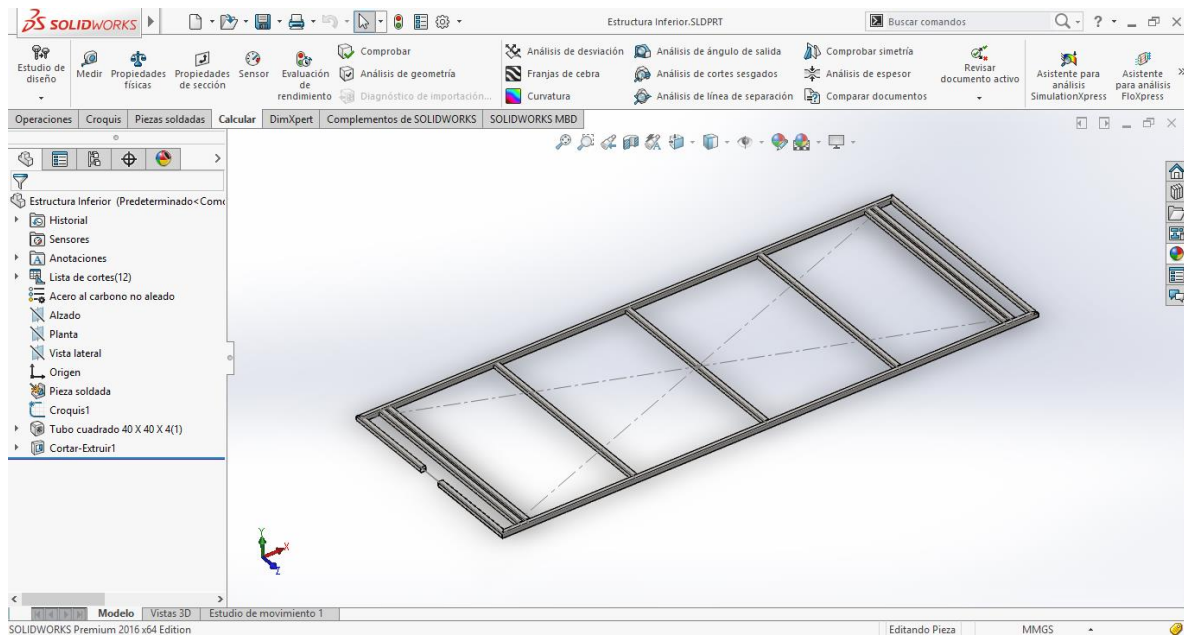 SOLIDWORKS
Estructura Inferior.SLDPRT
Buscar comandos
?
Estudio de diseño
Medir
Propiedades físicas
Propiedades de sección
Sensor
Evaluación de rendimiento
Comprobar
Análisis de geometría
Diagnóstico de importación...
Análisis de desviación
Franjas de cebra
Curvatura
Análisis de ángulo de salida
Análisis de cortes sesgados
Análisis de línea de separación
Comprobar simetría
Análisis de espesor
Comparar documentos
Revisar documento activo
Asistente para análisis SimulationXpress
Asistente para análisis FloXpress
Operaciones
Croquis
Piezas soldadas
Calcular
DimXpert
Complementos de SOLIDWORKS
SOLIDWORKS MBD
Estructura Inferior (Predeterminado<Como
Historial
Sensores
Anotaciones
Lista de cortes(12)
Acero al carbono no aleado
Alzado
Planta
Vista lateral
Origen
Pieza soldada
Croquis1
Tubo cuadrado 40 X 40 X 4(1)
Cortar-Extruir1
Y
X
Z
Modelo
Vistas 3D
Estudio de movimiento 1
SOLIDWORKS Premium 2016 x64 Edition
Editando Pieza
MMGS